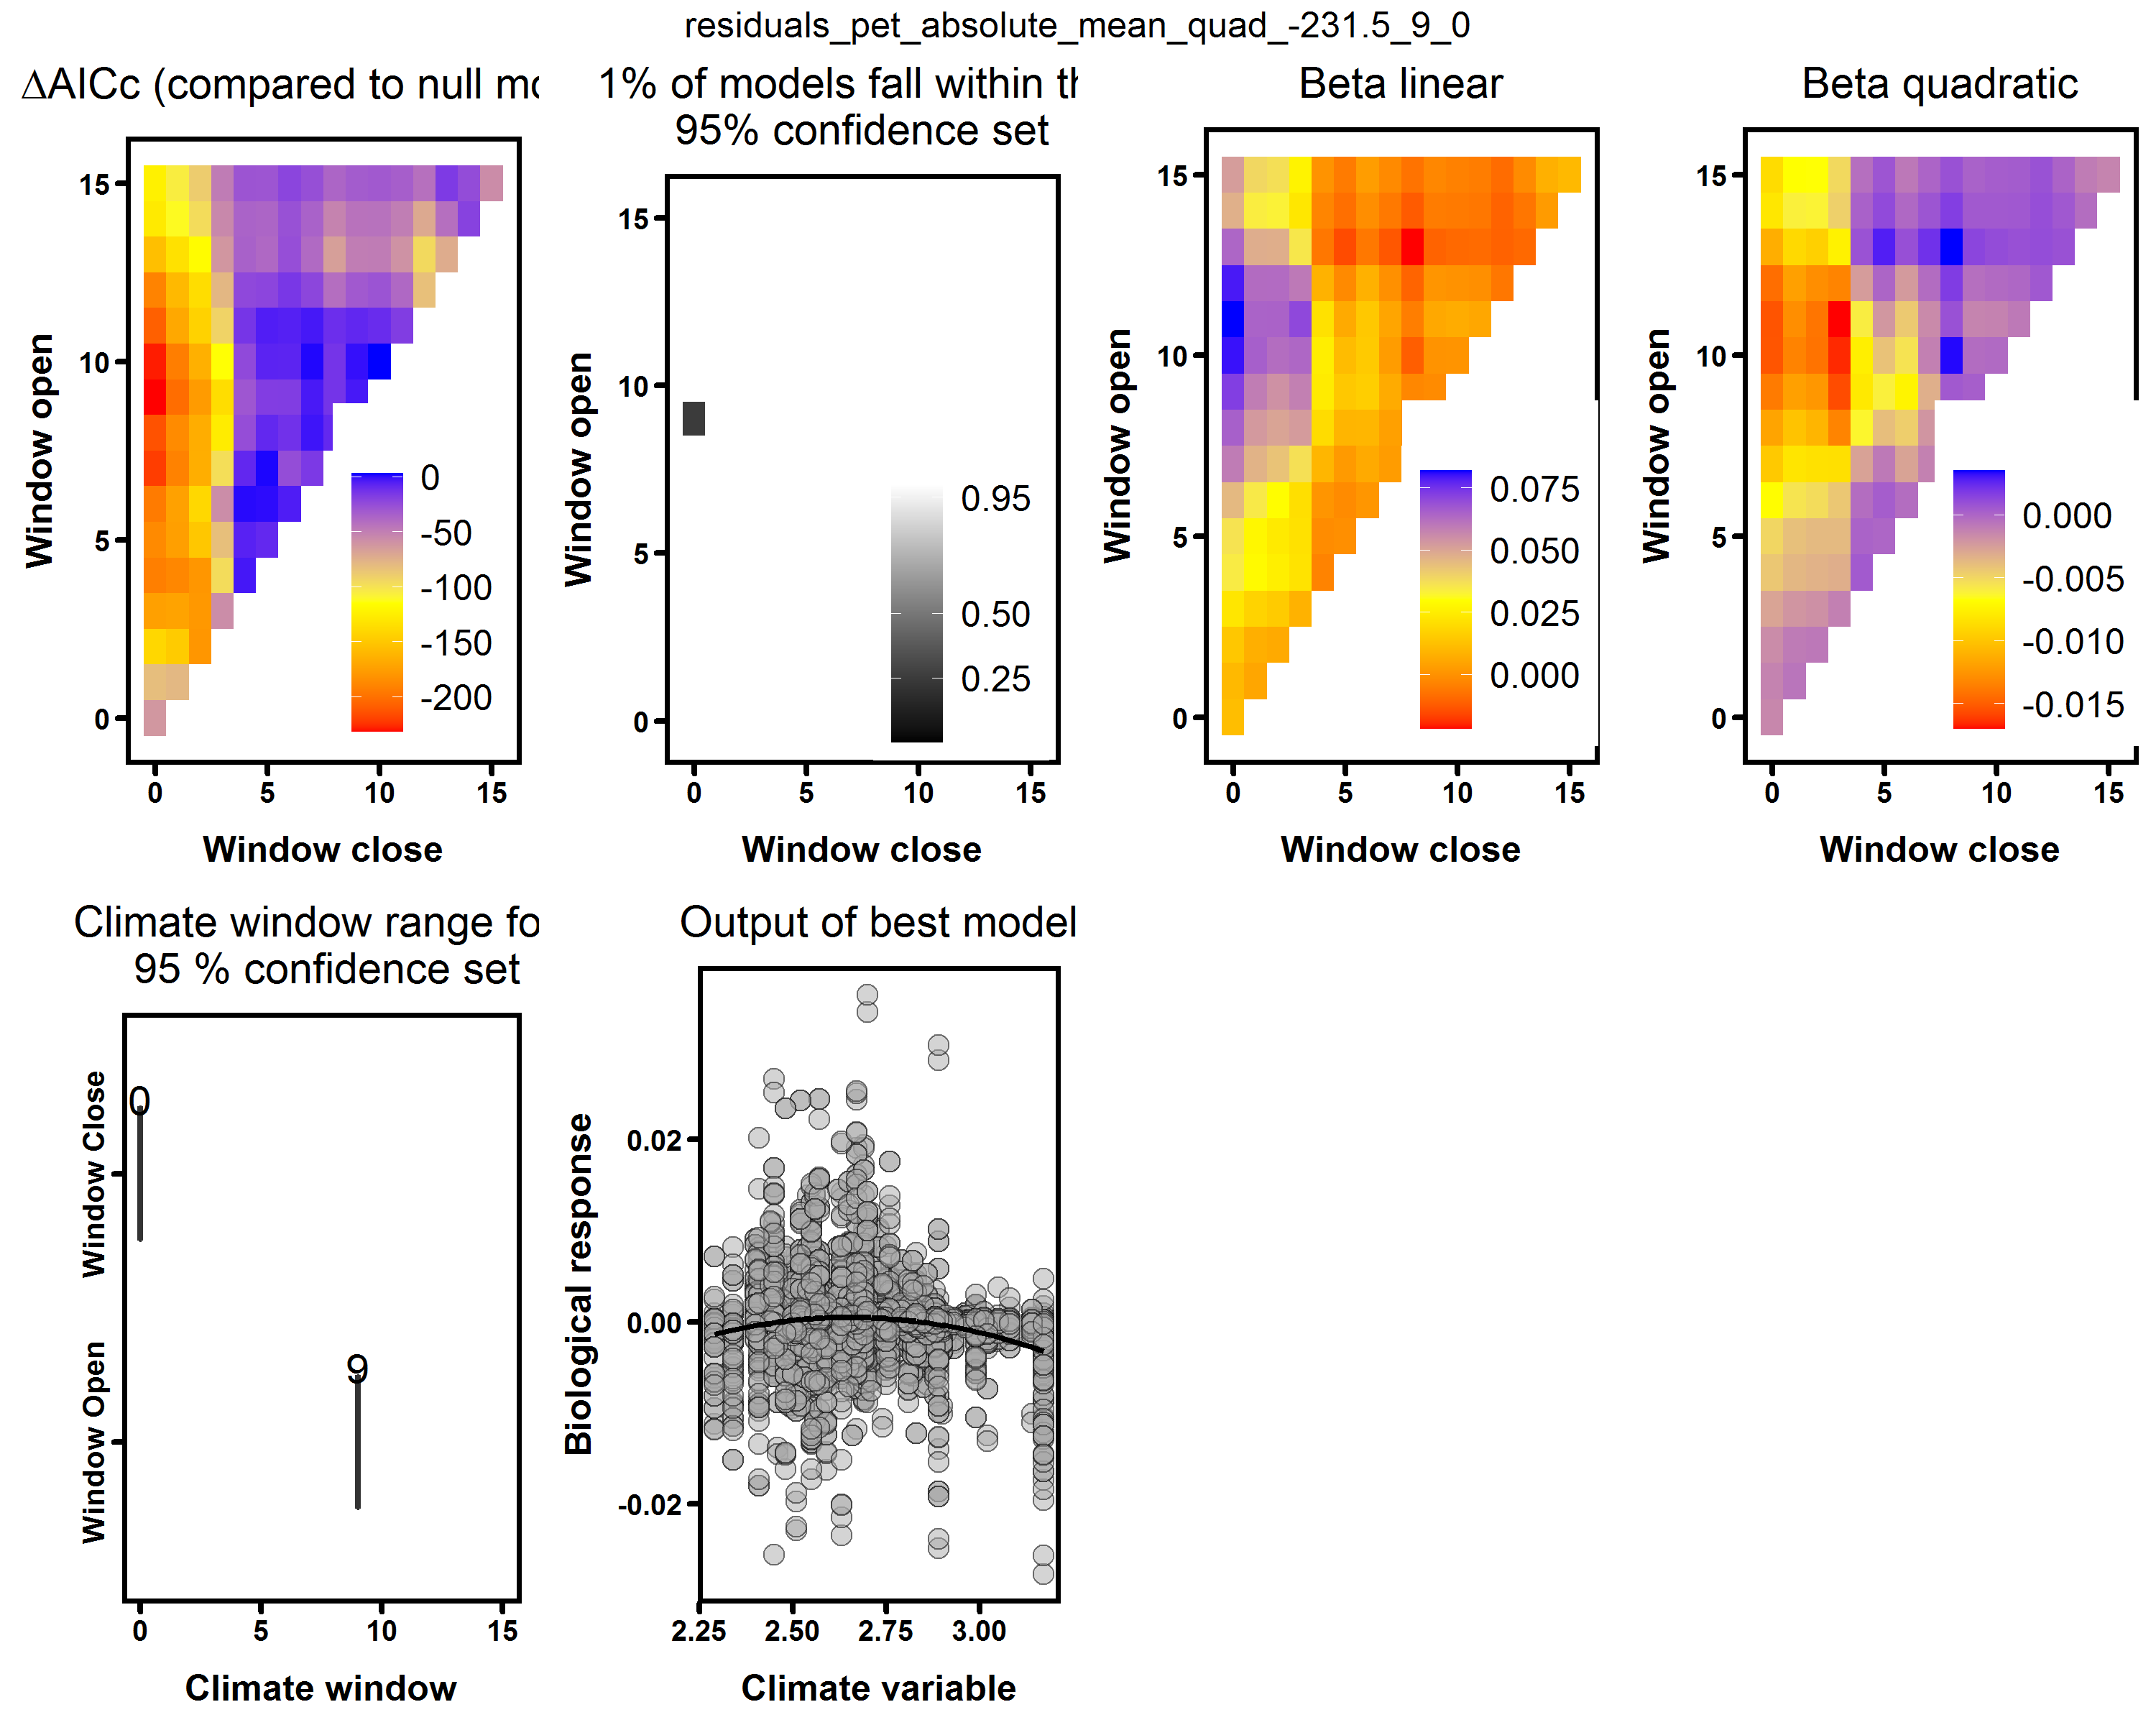 residuals_pet_absolute_mean_quad_-231.5_9_0
ΔAICc (compared to null mo
15
10
5
0
0
-50
-100
-150
-200
0 5 10 15
Window open
Window close
1% of models fall within th
95% confidence set
15
10
5
0
0.95
0.50
0.25
0 5 10 15
Window open
Window close
Beta linear
15
10
5
0
0.075
0.050
0.025
0.000
0 5 10 15
Window open
Window close
Beta quadratic
15
10
5
0
0.000
-0.005
-0.010
-0.015
0 5 10 15
Window open
Window close
Climate window range fo
95 % confidence set
Window Close
Window Open
0
9
0 5 10 15
Climate window
Output of best model
0.02
0.00
-0.02
2.25 2.50 2.75 3.00
Biological response
Climate variable